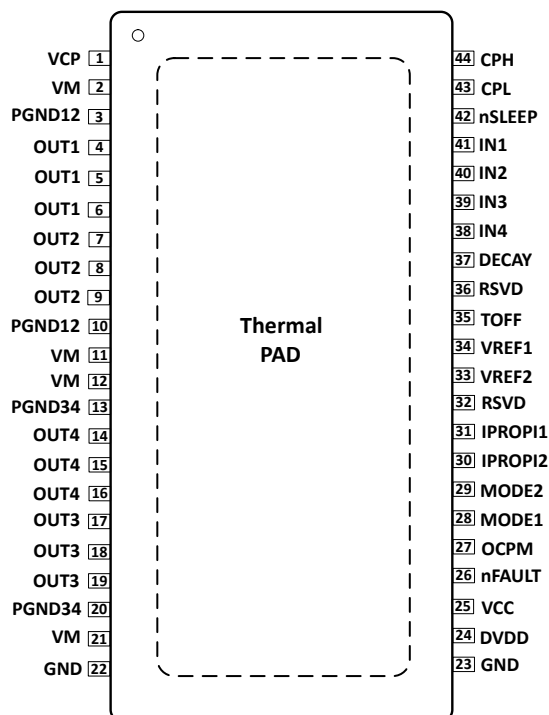 VCP 1
VM 2
PGND12 3
OUT1 4
OUT1 5
OUT1 6
OUT2 7
OUT2 8
OUT2 9
PGND12 10
VM 11
VM 12
PGND34 13
OUT4 14
OUT4 15
OUT4 16
OUT3 17
OUT3 18
OUT3 19
PGND34 20
VM 21
GND 22
Thermal
PAD
44 CPH
43 CPL
42 nSLEEP
41 IN1
40 IN2
39 IN3
38 IN4
37 DECAY
36 RSVD
35 TOFF
34 VREF1
33 VREF2
32 RSVD
31 IPROPI1
30 IPROPI2
29 MODE2
28 MODE1
27 OCPM
26 nFAULT
25 VCC
24 DVDD
23 GND